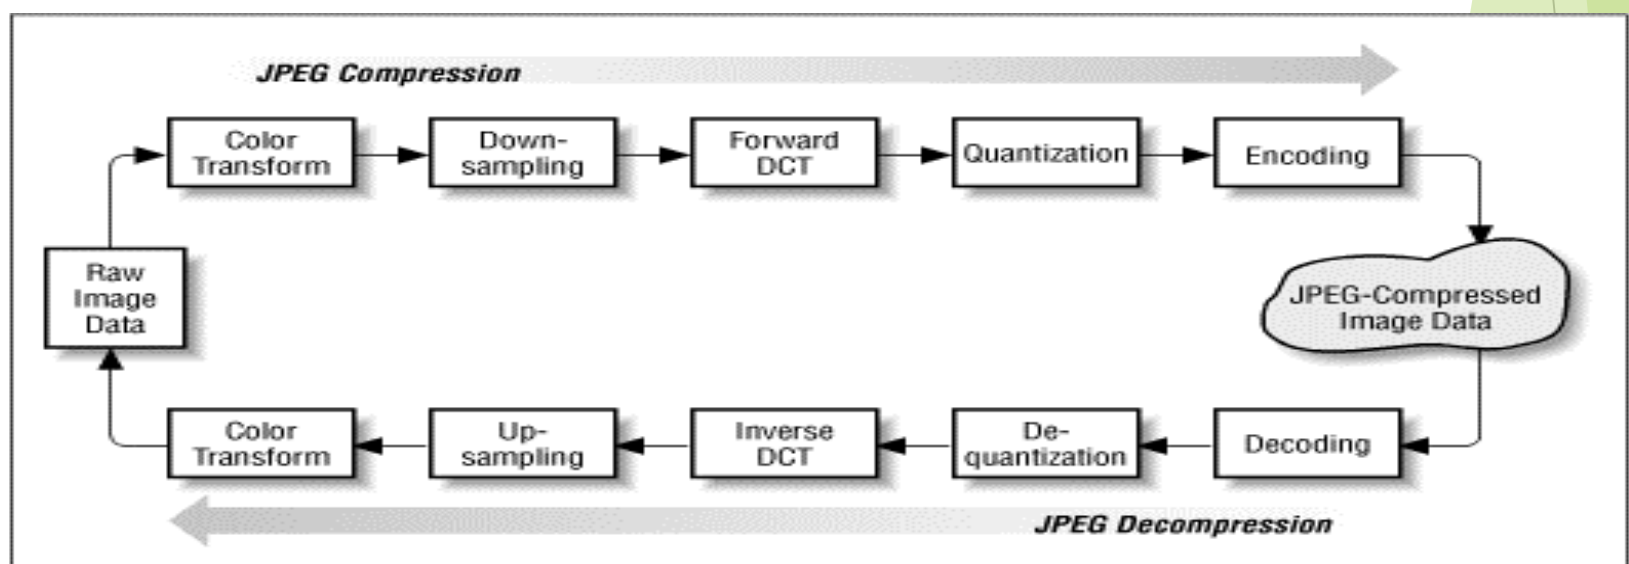 JPEG Compression
Color
Transform
Down-
sampling
Forward
DCT
Quantization
Encoding
Raw
Image
Data
JPEG-Compressed
Image Data
Color
Transform
Up-
sampling
Inverse
DCT
De-
quantization
Decoding
JPEG Decompression